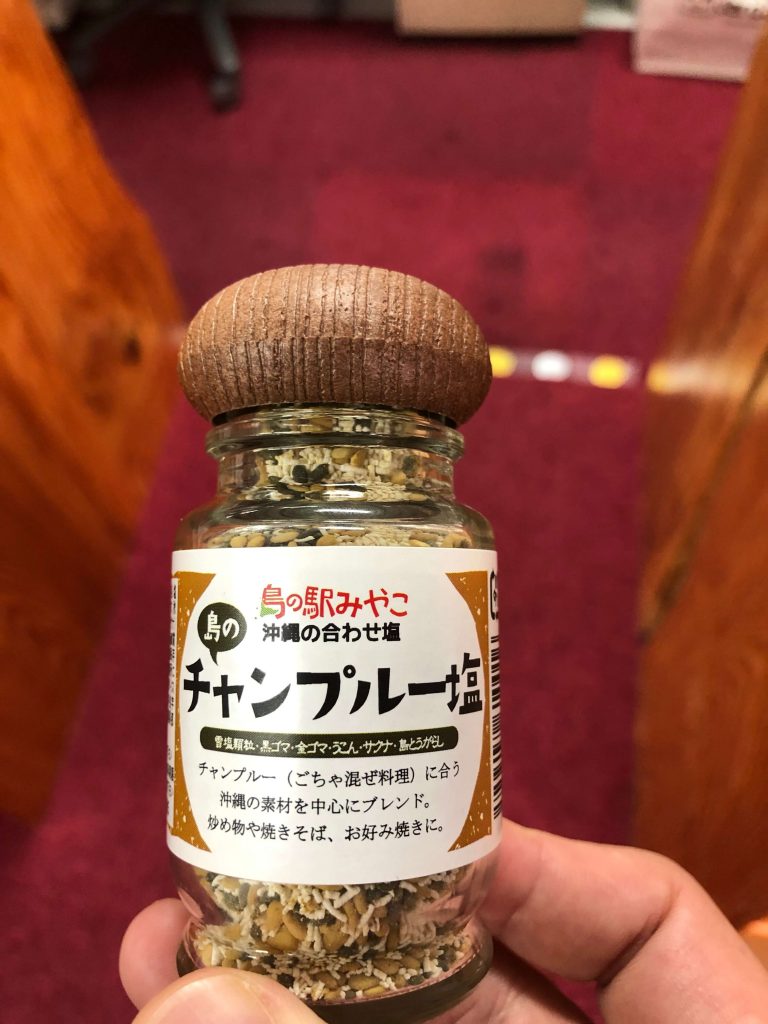 島の駅みやこ
沖縄の合わせ塩
島の
チャンプルー塩
雪塩顆粒・黒ゴマ・金ゴマ・うこん・サクナ・島とうがらし
チャンプルー（ごちゃ混ぜ料理）に合う
沖縄の素材を中心にブレンド。
炒め物や焼きそば、お好み焼きに。